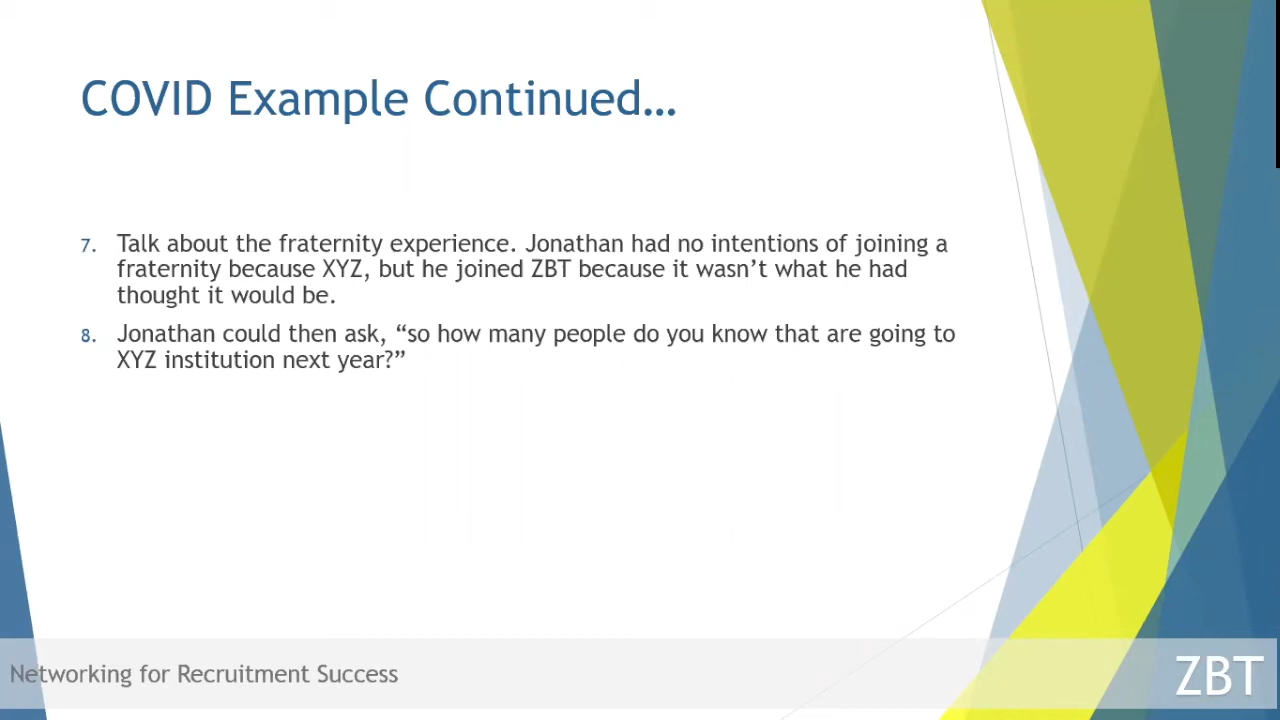 COVID Example Continued…
7. Talk about the fraternity experience. Jonathan had no intentions of joining a
fraternity because XYZ, but he joined ZBT because it wasn’t what he had
thought it would be.
8. Jonathan could then ask, “so how many people do you know that are going to
XYZ institution next year?”
Networking for Recruitment Success
ZBT